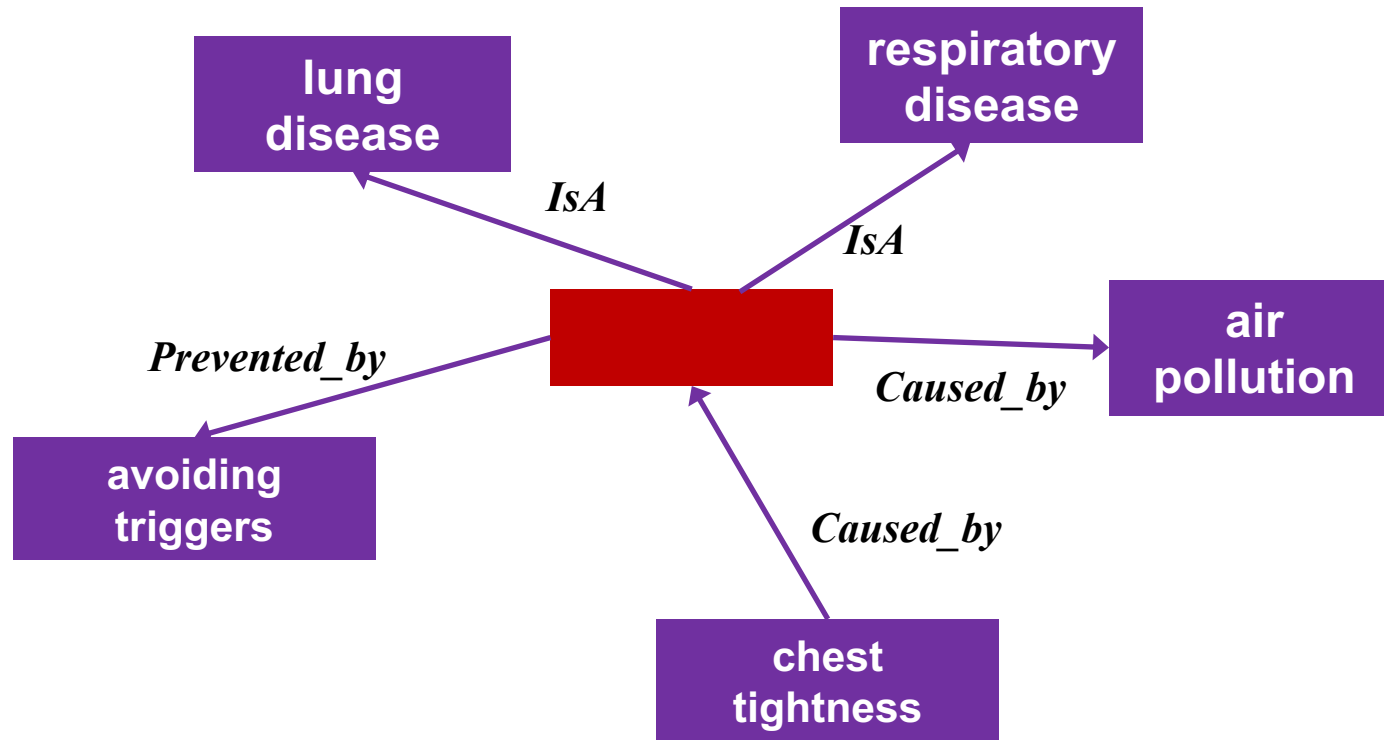 lung
disease
respiratory
disease
IsA
IsA
air
pollution
Prevented_by
Caused_by
avoiding
triggers
Caused_by
chest
tightness